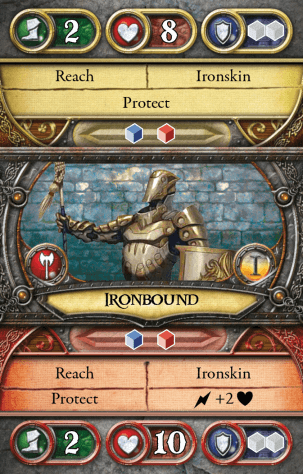 2 8
Reach Ironskin
Protect
I
IRONBOUND
Reach Ironskin
Protect +2
2 10